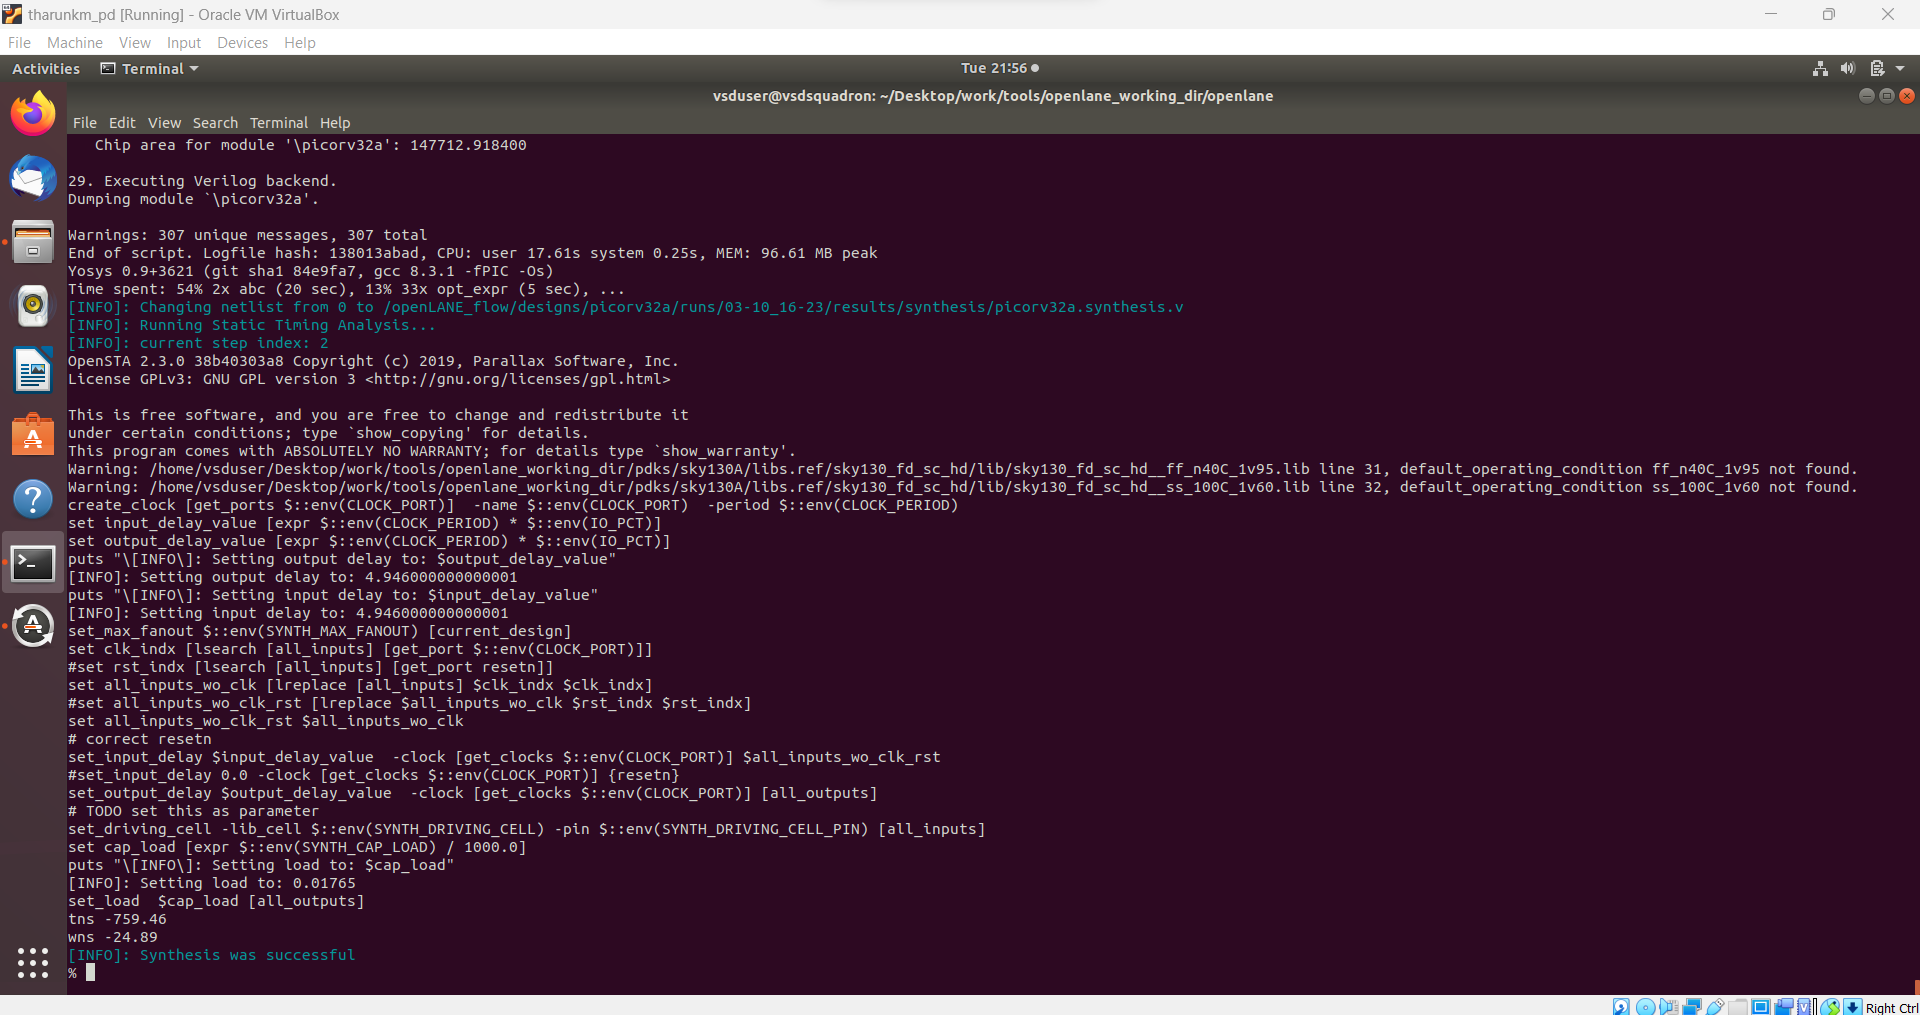 tharunkm_pd [Running] - Oracle VM VirtualBox
File Machine View Input Devices Help
Activities Terminal Tue 21:56
vsduser@vsdsquadron: ~/Desktop/work/tools/openlane_working_dir/openlane
File Edit View Search Terminal Help
   Chip area for module '\picorv32a': 147712.918400
29. Executing Verilog backend.
Dumping module `\picorv32a'.
Warnings: 307 unique messages, 307 total
End of script. Logfile hash: 138013abad, CPU: user 17.61s system 0.25s, MEM: 96.61 MB peak
Yosys 0.9+3621 (git sha1 84e9fa7, gcc 8.3.1 -fPIC -Os)
Time spent: 54% 2x abc (20 sec), 13% 33x opt_expr (5 sec), ...
[INFO]: Changing netlist from 0 to /openLANE_flow/designs/picorv32a/runs/03-10_16-23/results/synthesis/picorv32a.synthesis.v
[INFO]: Running Static Timing Analysis...
[INFO]: current step index: 2
OpenSTA 2.3.0 38b40303a8 Copyright (c) 2019, Parallax Software, Inc.
License GPLv3: GNU GPL version 3 <http://gnu.org/licenses/gpl.html>
This is free software, and you are free to change and redistribute it
under certain conditions; type `show_copying' for details.
This program comes with ABSOLUTELY NO WARRANTY; for details type `show_warranty'.
Warning: /home/vsduser/Desktop/work/tools/openlane_working_dir/pdks/sky130A/libs.ref/sky130_fd_sc_hd/lib/sky130_fd_sc_hd__ff_n40C_1v95.lib line 31, default_operating_condition ff_n40C_1v95 not found.
Warning: /home/vsduser/Desktop/work/tools/openlane_working_dir/pdks/sky130A/libs.ref/sky130_fd_sc_hd/lib/sky130_fd_sc_hd__ss_100C_1v60.lib line 32, default_operating_condition ss_100C_1v60 not found.
create_clock [get_ports $::env(CLOCK_PORT)]  -name $::env(CLOCK_PORT)  -period $::env(CLOCK_PERIOD)
set input_delay_value [expr $::env(CLOCK_PERIOD) * $::env(IO_PCT)]
set output_delay_value [expr $::env(CLOCK_PERIOD) * $::env(IO_PCT)]
puts "\[INFO\]: Setting output delay to: $output_delay_value"
[INFO]: Setting output delay to: 4.946000000000001
puts "\[INFO\]: Setting input delay to: $input_delay_value"
[INFO]: Setting input delay to: 4.946000000000001
set_max_fanout $::env(SYNTH_MAX_FANOUT) [current_design]
set clk_indx [lsearch [all_inputs] [get_port $::env(CLOCK_PORT)]]
#set rst_indx [lsearch [all_inputs] [get_port resetn]]
set all_inputs_wo_clk [lreplace [all_inputs] $clk_indx $clk_indx]
#set all_inputs_wo_clk_rst [lreplace $all_inputs_wo_clk $rst_indx $rst_indx]
set all_inputs_wo_clk_rst $all_inputs_wo_clk
# correct resetn
set_input_delay $input_delay_value  -clock [get_clocks $::env(CLOCK_PORT)] $all_inputs_wo_clk_rst
#set_input_delay 0.0 -clock [get_clocks $::env(CLOCK_PORT)] {resetn}
set_output_delay $output_delay_value  -clock [get_clocks $::env(CLOCK_PORT)] [all_outputs]
# TODO set this as parameter
set_driving_cell -lib_cell $::env(SYNTH_DRIVING_CELL) -pin $::env(SYNTH_DRIVING_CELL_PIN) [all_inputs]
set cap_load [expr $::env(SYNTH_CAP_LOAD) / 1000.0]
puts "\[INFO\]: Setting load to: $cap_load"
[INFO]: Setting load to: 0.01765
set_load  $cap_load [all_outputs]
tns -759.46
wns -24.89
[INFO]: Synthesis was successful
%
Right Ctrl